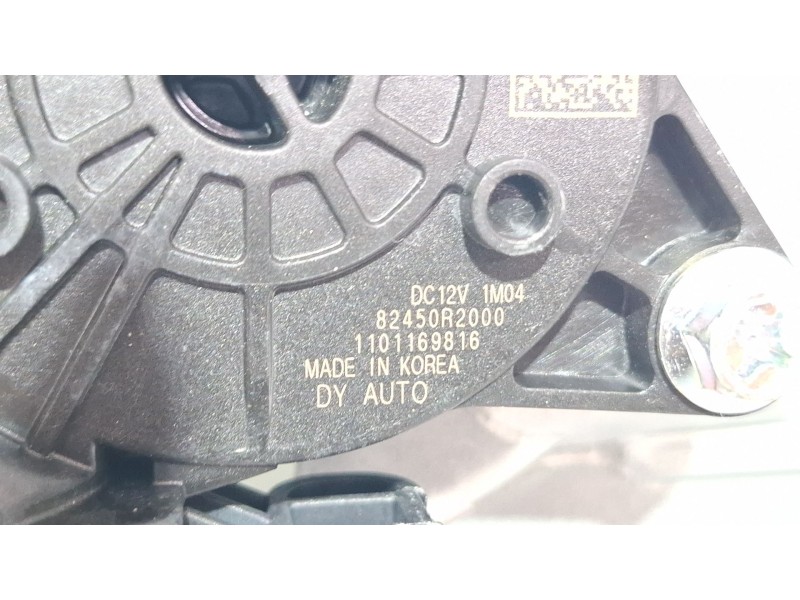 DC12V 1M04
82450R2000
1101169816
MADE IN KOREA
DY AUTO